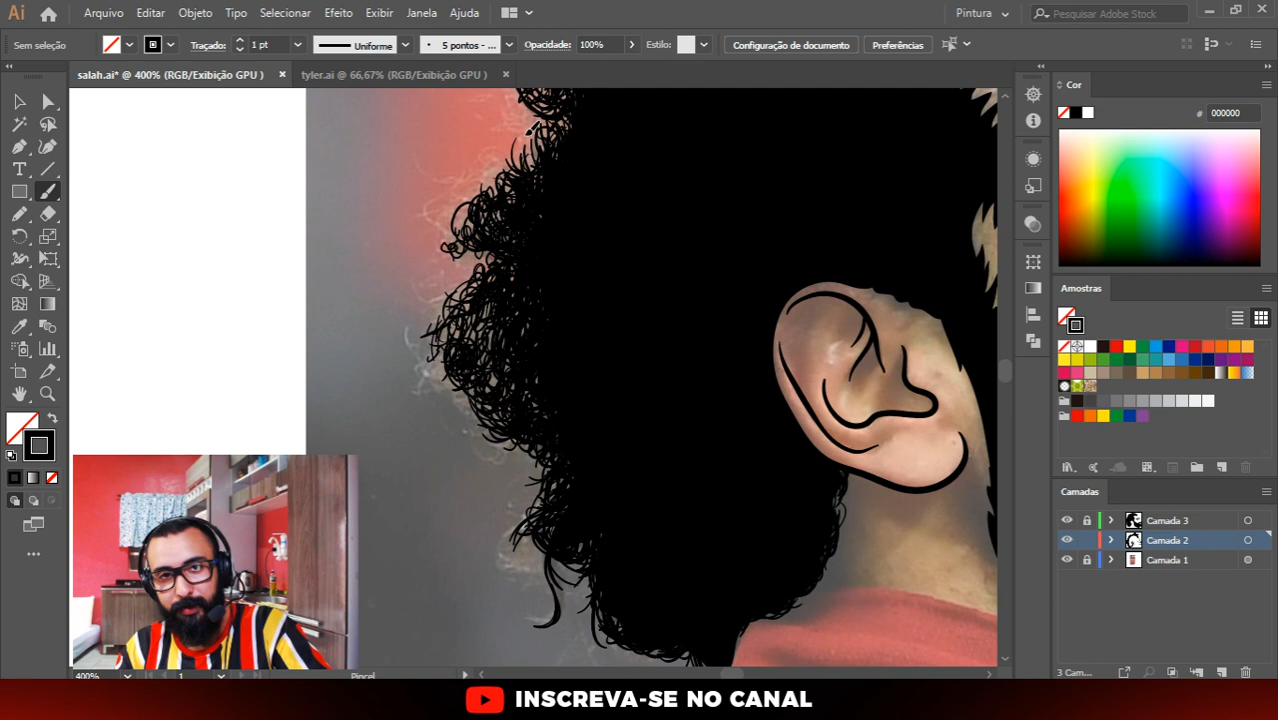 Ai Arquivo Editar Objeto Tipo Selecionar Efeito Exibir Janela Ajuda Pintura Pesquisar Adobe Stock
Sem seleção Traçado: 1 pt Uniforme 5 pontos - ... Opacidade: 100% Estilo: Configuração de documento Preferências
salah.ai* @ 400% (RGB/Exibição GPU ) × tyler.ai @ 66,67% (RGB/Exibição GPU ) ×
Cor
# 000000
Amostras
Camadas
Camada 3
Camada 2
Camada 1
3 Cam...
400% 1 Pincel
INSCREVA-SE NO CANAL